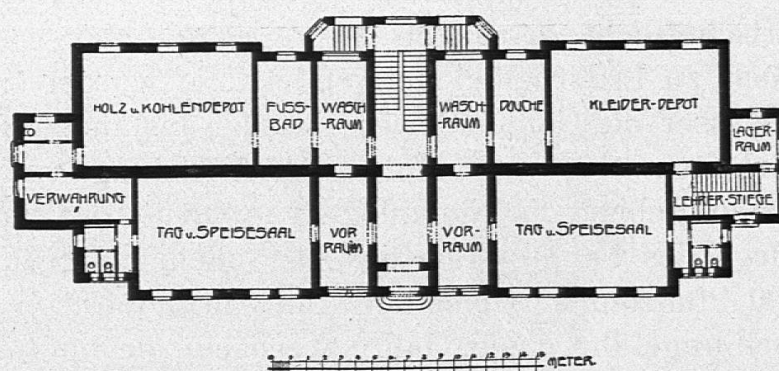 HOLZ u. KOHLENDEPOT
FUSS-
BAD
WASCH
-RAUM
WASCH-
RAUM
DOUCHE
KLEIDER-DEPOT
LAGER-
RAUM
VERWAHRUNG
TAG u. SPEISESAAL
VOR
RAUM
VOR-
RAUM
TAG u. SPEISESAAL
LEHRER-STIEGE
METER